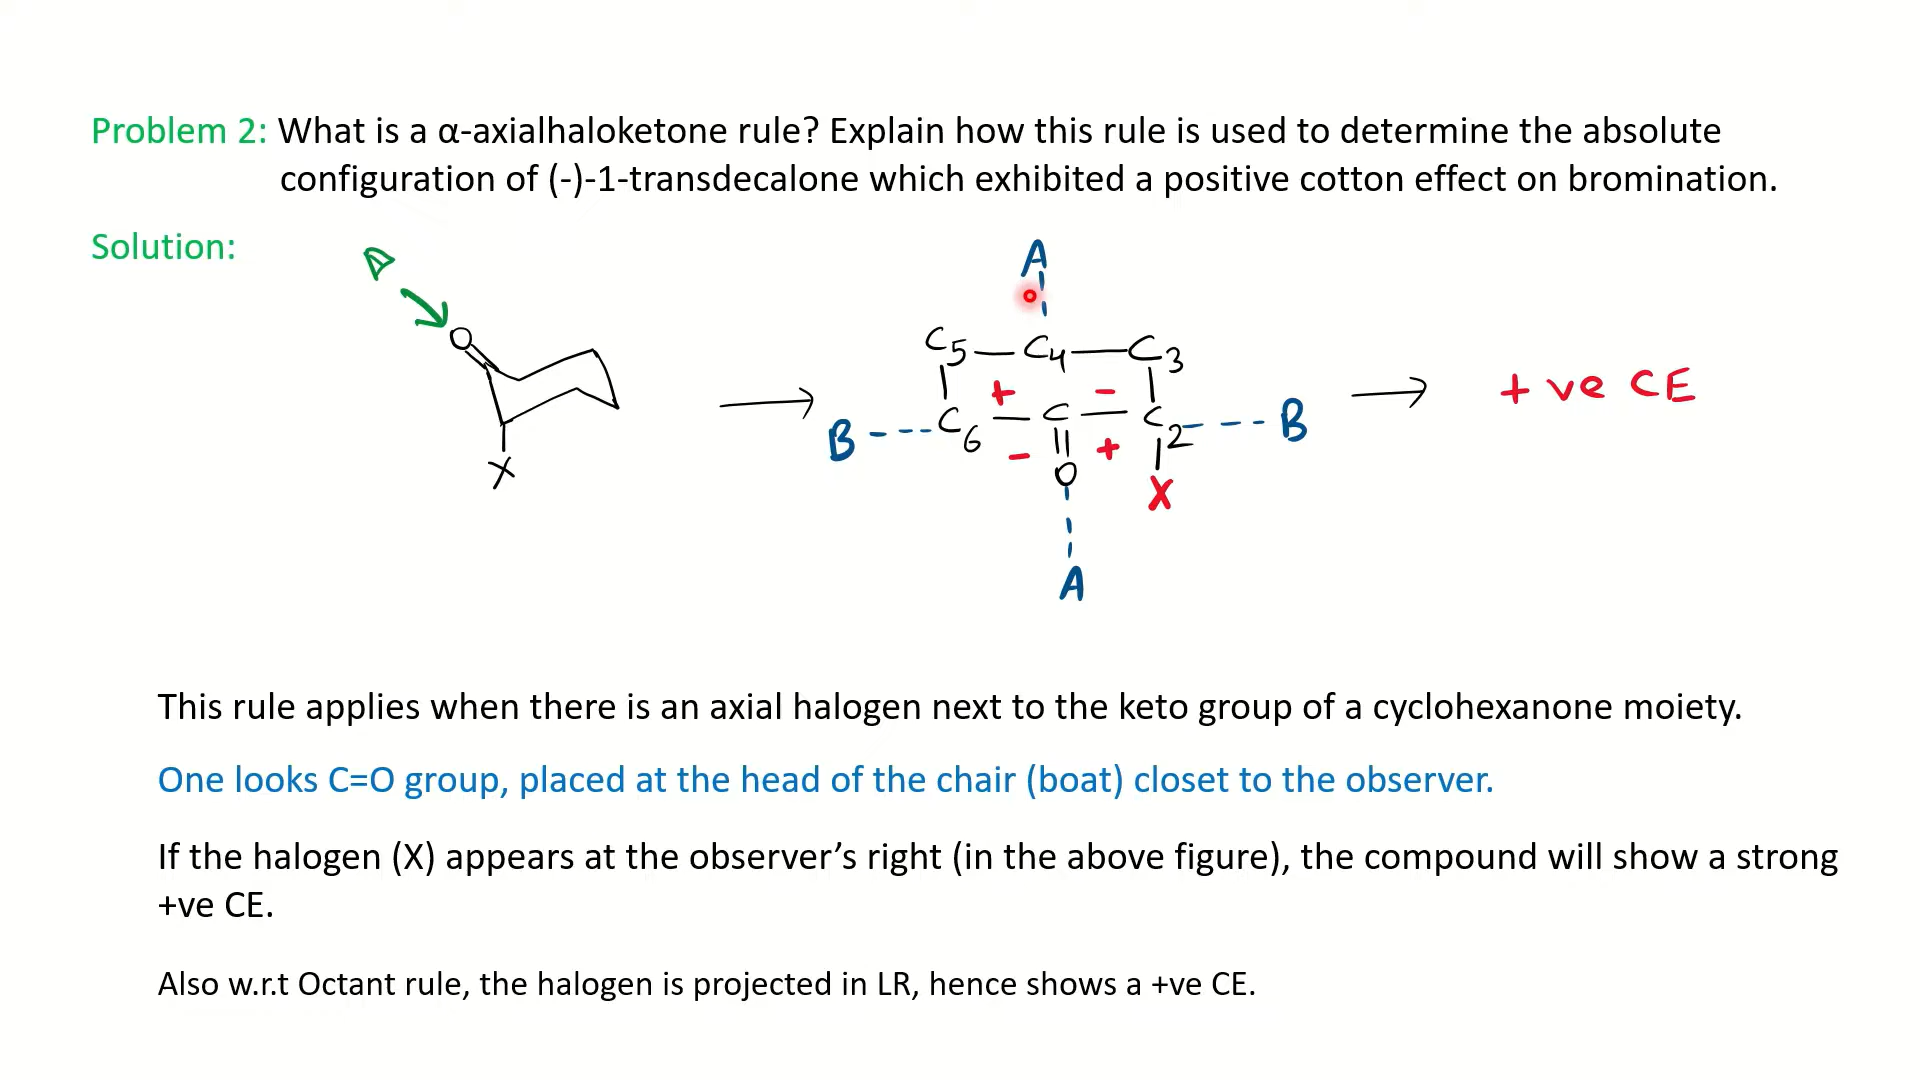 Problem 2: What is a α-axialhaloketone rule? Explain how this rule is used to determine the absolute
configuration of (-)-1-transdecalone which exhibited a positive cotton effect on bromination.
Solution:
A
O
C5 C4 C3
+ -
+ ve CE
B C6 C C2 B
- +
O
X
X
A
This rule applies when there is an axial halogen next to the keto group of a cyclohexanone moiety.
One looks C=O group, placed at the head of the chair (boat) closet to the observer.
If the halogen (X) appears at the observer’s right (in the above figure), the compound will show a strong
+ve CE.
Also w.r.t Octant rule, the halogen is projected in LR, hence shows a +ve CE.